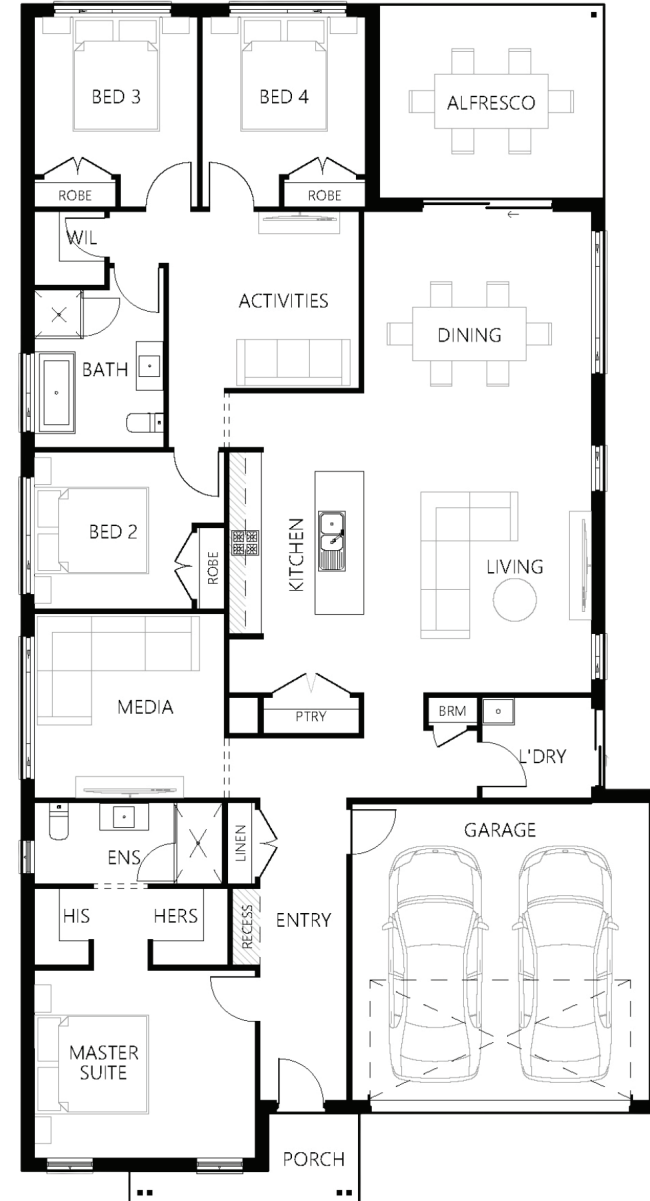 BED 3
BED 4
ALFRESCO
ROBE
ROBE
WIL
ACTIVITIES
DINING
BATH
BED 2
ROBE
KITCHEN
LIVING
MEDIA
PTRY
BRM
L'DRY
GARAGE
LINEN
ENS
HIS
HERS
RECESS
ENTRY
MASTER
SUITE
PORCH